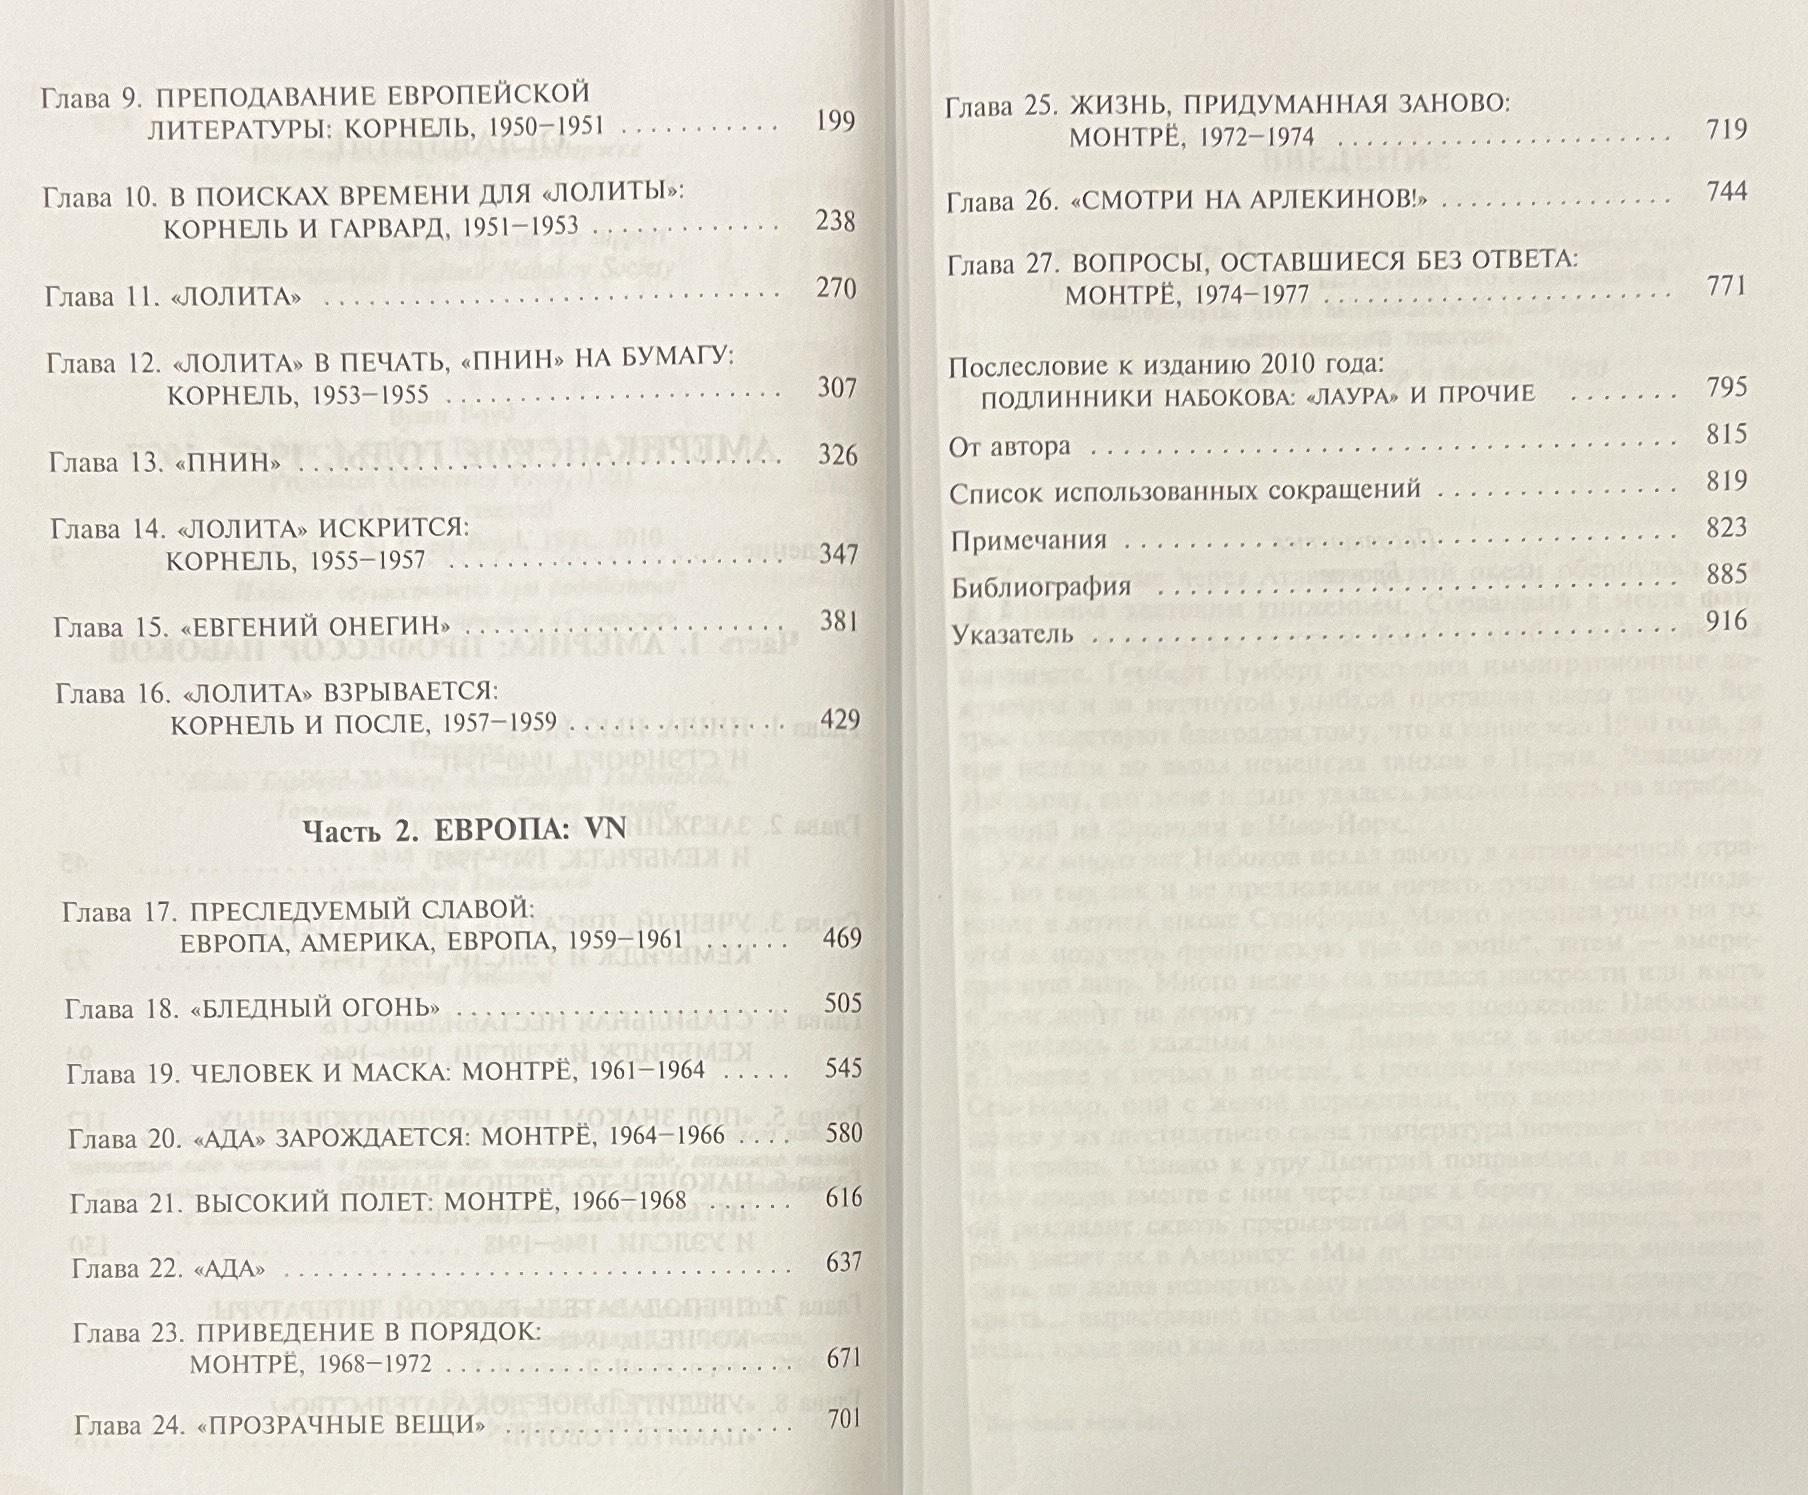 Глава 9. ПРЕПОДАВАНИЕ ЕВРОПЕЙСКОЙ
ЛИТЕРАТУРЫ: КОРНЕЛЬ, 1950–1951 . . . . . . . . . . . 199
Глава 10. В ПОИСКАХ ВРЕМЕНИ ДЛЯ «ЛОЛИТЫ»:
КОРНЕЛЬ И ГАРВАРД, 1951–1953 . . . . . . . . . . . . . 238
Глава 11. «ЛОЛИТА» . . . . . . . . . . . . . . . . . . . . . . . . . . . . . 270
Глава 12. «ЛОЛИТА» В ПЕЧАТЬ, «ПНИН» НА БУМАГУ:
КОРНЕЛЬ, 1953–1955 . . . . . . . . . . . . . . . . . . . . . . . 307
Глава 13. «ПНИН» . . . . . . . . . . . . . . . . . . . . . . . . . . . . . . 326
Глава 14. «ЛОЛИТА» ИСКРИТСЯ:
КОРНЕЛЬ, 1955–1957 . . . . . . . . . . . . . . . . . . . . . . . 347
Глава 15. «ЕВГЕНИЙ ОНЕГИН» . . . . . . . . . . . . . . . . . . . . 381
Глава 16. «ЛОЛИТА» ВЗРЫВАЕТСЯ:
КОРНЕЛЬ И ПОСЛЕ, 1957–1959 . . . . . . . . . . . . . . 429
Часть 2. ЕВРОПА: VN
Глава 17. ПРЕСЛЕДУЕМЫЙ СЛАВОЙ:
ЕВРОПА, АМЕРИКА, ЕВРОПА, 1959–1961 . . . . . . 469
Глава 18. «БЛЕДНЫЙ ОГОНЬ» . . . . . . . . . . . . . . . . . . . . . . 505
Глава 19. ЧЕЛОВЕК И МАСКА: МОНТРЁ, 1961–1964 . . . . . 545
Глава 20. «АДА» ЗАРОЖДАЕТСЯ: МОНТРЁ, 1964–1966 . . . . 580
Глава 21. ВЫСОКИЙ ПОЛЕТ: МОНТРЁ, 1966–1968 . . . . . . 616
Глава 22. «АДА» . . . . . . . . . . . . . . . . . . . . . . . . . . . . . . . . 637
Глава 23. ПРИВЕДЕНИЕ В ПОРЯДОК:
МОНТРЁ, 1968–1972 . . . . . . . . . . . . . . . . . . . . . . . . 671
Глава 24. «ПРОЗРАЧНЫЕ ВЕЩИ» . . . . . . . . . . . . . . . . . . . 701
Глава 25. ЖИЗНЬ, ПРИДУМАННАЯ ЗАНОВО:
МОНТРЁ, 1972–1974 . . . . . . . . . . . . . . . . . . . . . . . 719
Глава 26. «СМОТРИ НА АРЛЕКИНОВ!» . . . . . . . . . . . . . . . . 744
Глава 27. ВОПРОСЫ, ОСТАВШИЕСЯ БЕЗ ОТВЕТА:
МОНТРЁ, 1974–1977 . . . . . . . . . . . . . . . . . . . . . . . . 771
Послесловие к изданию 2010 года:
ПОДЛИННИКИ НАБОКОВА: «ЛАУРА» И ПРОЧИЕ . . . . . . . 795
От автора . . . . . . . . . . . . . . . . . . . . . . . . . . . . . . . . . . . . . 815
Список использованных сокращений . . . . . . . . . . . . . . . 819
Примечания . . . . . . . . . . . . . . . . . . . . . . . . . . . . . . . . . . . 823
Библиография . . . . . . . . . . . . . . . . . . . . . . . . . . . . . . . . . 885
Указатель . . . . . . . . . . . . . . . . . . . . . . . . . . . . . . . . . . . . . 916